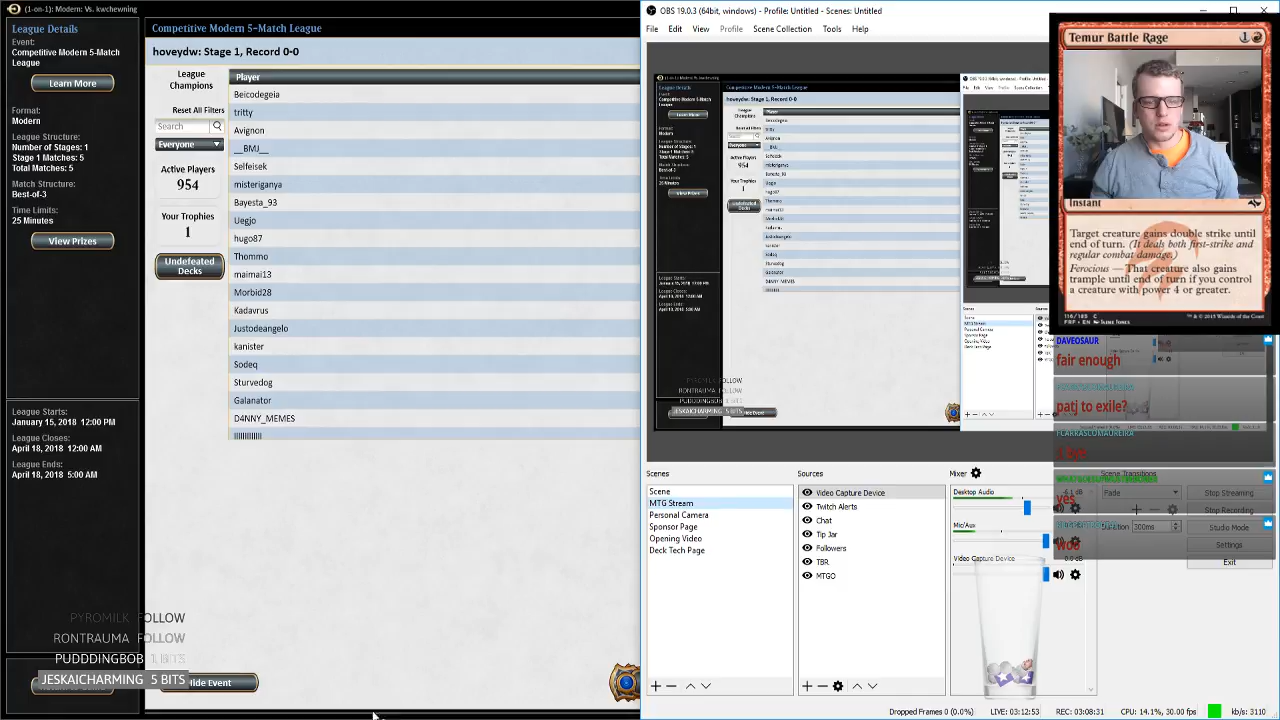 (1-on-1): Modern: Vs. kwchewning
League Details
Event:
Competitive Modern 5-Match
League
Learn More
Format:
Modern
League Structure:
Number of Stages: 1
Stage 1 Matches: 5
Total Matches: 5
Match Structure:
Best-of-3
Time Limits:
25 Minutes
View Prizes
League Starts:
January 15, 2018 12:00 PM
League Closes:
April 18, 2018 12:00 AM
League Ends:
April 18, 2018 5:00 AM
PYROMILK FOLLOW
RONTRAUMA FOLLOW
PUDDDINGBOB 1 BITS
JESKAICHARMING 5 BITS
Hide Event
Competitive Modern 5-Match League
hoveydw: Stage 1, Record 0-0
League
Champions
Reset All Filters
Search
Everyone
Active Players
954
Your Trophies
1
Undefeated
Decks
Player
Beicodegeia
tritty
Avignon
__BMJ__
Selfeisek
misteriganya
Bayesta_93
Uegjo
hugo87
Thommo
maimai13
Morbid28
Kadavrus
Justodeangelo
kanister
Sodeq
Sturvedog
Galanator
D4NNY_MEMES
OBS 19.0.3 (64bit, windows) - Profile: Untitled - Scenes: Untitled
File Edit View Profile Scene Collection Tools Help
Temur Battle Rage
Instant
Target creature gains double strike until
end of turn. (It deals both first-strike and
regular combat damage.)
Ferocious — That creature also gains
trample until end of turn if you control
a creature with power 4 or greater.
116/185 C
DAVEOSAUR
fair enough
patj to exile?
1 Bye
yes
woo
Scenes
Scene
MTG Stream
Personal Camera
Sponsor Page
Opening Video
Deck Tech Page
Sources
Video Capture Device
Twitch Alerts
Chat
Tip Jar
Followers
TBR
MTGO
Mixer
Desktop Audio
Mic/Aux
Video Capture Device
0.0 dB
Scene Transitions
Fade
Duration 300ms
Stop Streaming
Stop Recording
Studio Mode
Settings
Exit
Dropped Frames 0 (0.0%)
LIVE: 03:12:53
REC: 03:08:31
CPU: 14.1%, 30.00 fps
kb/s: 3110